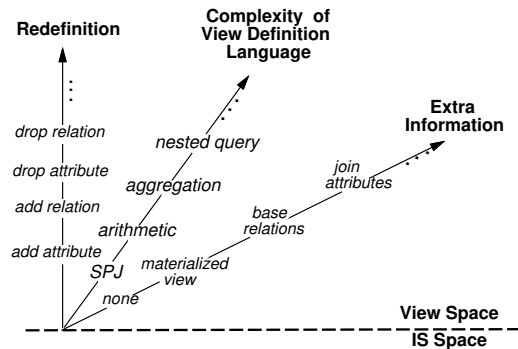 Redefinition
drop relation
drop attribute
add relation
add attribute
Complexity of
View Definition
Language
nested query
aggregation
arithmetic
SPJ
Extra
Information
join
attributes
base
relations
materialized
view
none
View Space
IS Space